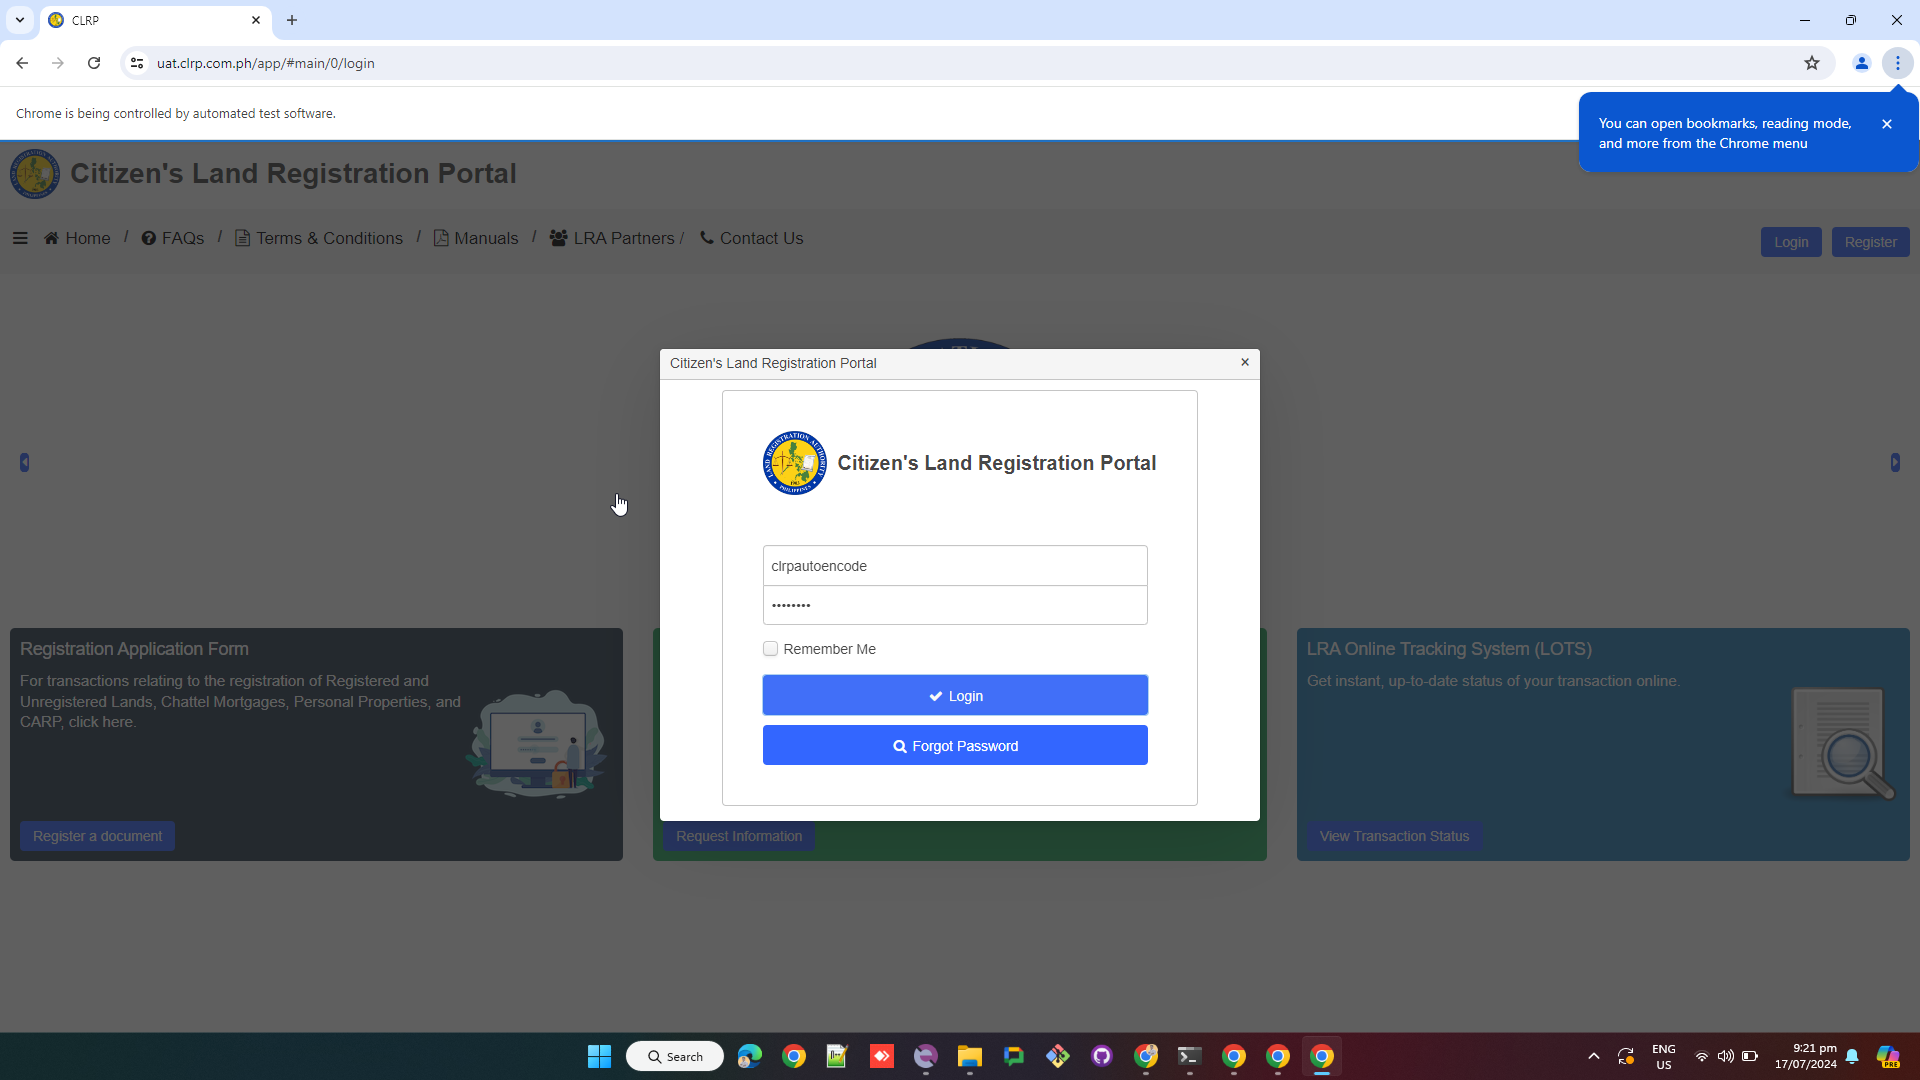 CLRP
uat.clrp.com.ph/app/#main/0/login
Chrome is being controlled by automated test software.
You can open bookmarks, reading mode,
and more from the Chrome menu
Citizen's Land Registration Portal
Home / FAQs / Terms & Conditions / Manuals / LRA Partners / Contact Us
Login
Register
Citizen's Land Registration Portal
LAND REGISTRATION AUTHORITY
PHILIPPINES
Citizen's Land Registration Portal
clrpautoencode
••••••••
Remember Me
Login
Forgot Password
Registration Application Form
For transactions relating to the registration of Registered and
Unregistered Lands, Chattel Mortgages, Personal Properties, and
CARP, click here.
Register a document
Request Information
LRA Online Tracking System (LOTS)
Get instant, up-to-date status of your transaction online.
View Transaction Status
Search
ENG
US
9:21 pm
17/07/2024
PRE